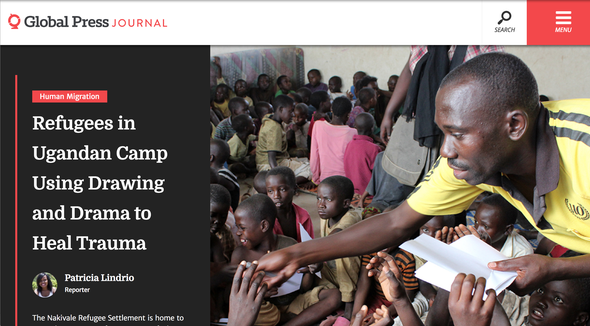 Global Press JOURNAL
SEARCH
MENU
Human Migration
Refugees in
Ugandan Camp
Using Drawing
and Drama to
Heal Trauma
Patricia Lindrio
Reporter
The Nakivale Refugee Settlement is home to